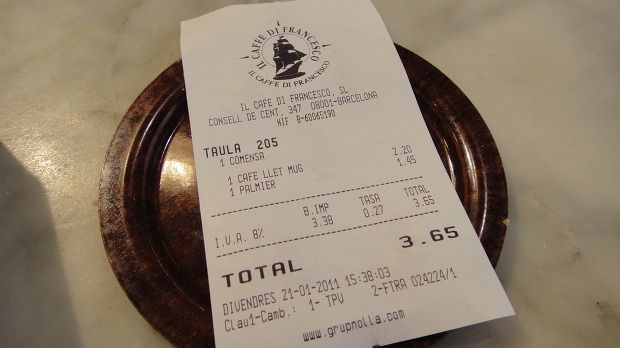 IL CAFFE DI FRANCESCO
IL CAFFE DI FRANCESCO
IL CAFE DI FRANCESCO, SL
CONSELL DE CENT, 347 08001-BARCELONA
NIF B-60065190
TAULA 205
1 COMENSA
1 CAFE LLET MUG 2.20
1 PALMIER 1.45
B.IMP TASA TOTAL
I.V.A. 8% 3.38 0.27 3.65
TOTAL 3.65
DIVENDRES 21-01-2011 15:38:03
Clau1-Camb.: 1- TPV 2-FTRA 024224/1
www.grupnolla.com